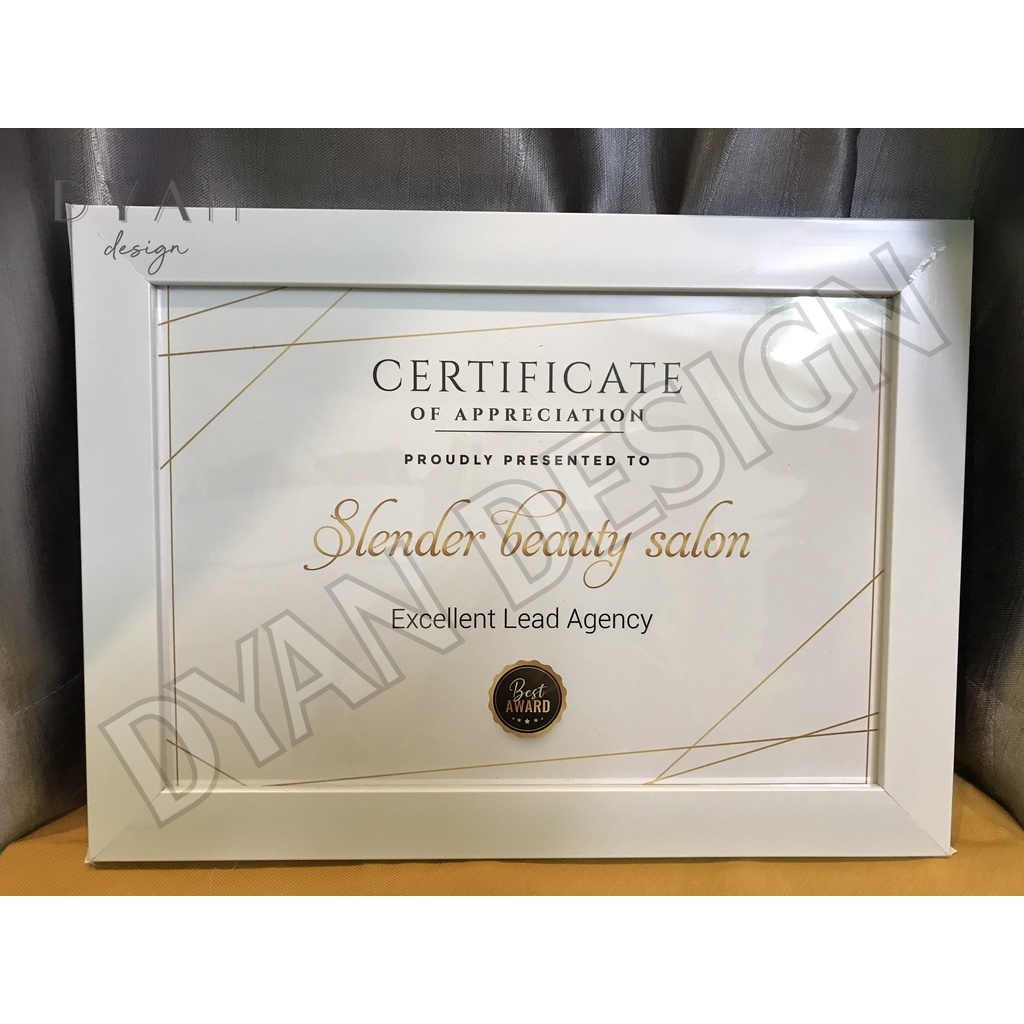 DYAN
design
CERTIFICATE
OF APPRECIATION
PROUDLY PRESENTED TO
Slender beauty salon
Excellent Lead Agency
Best
AWARD
DYAN DESIGN